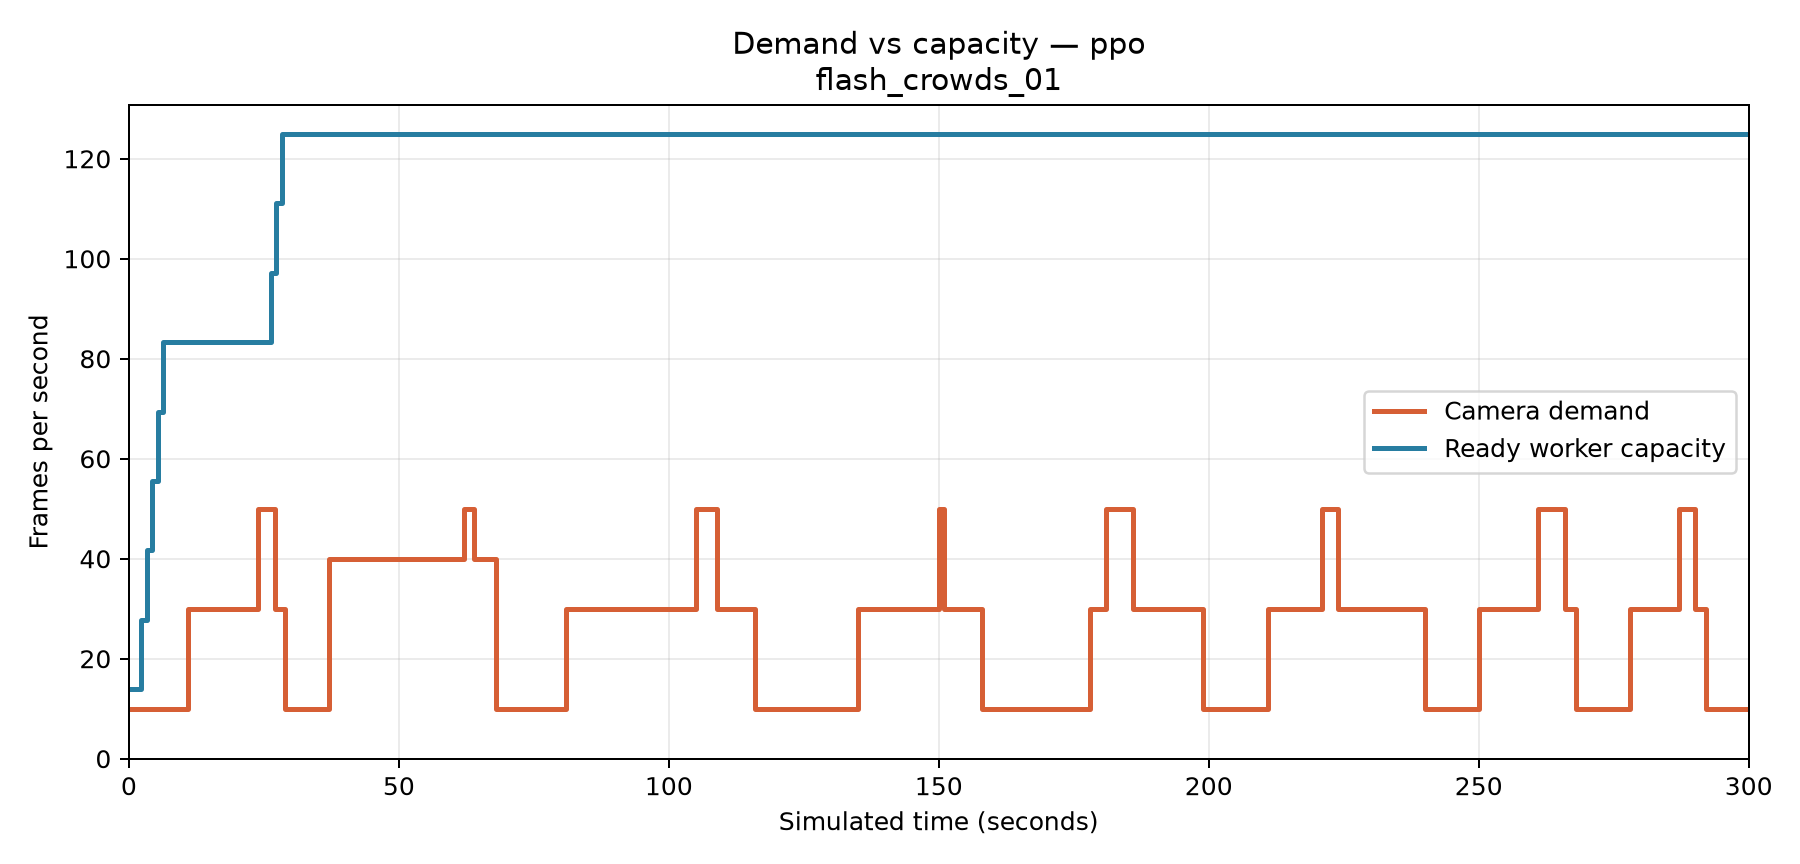 Demand vs capacity — ppo
flash_crowds_01
120
100
80
60
40
20
0
Frames per second
Camera demand
Ready worker capacity
0 50 100 150 200 250 300
Simulated time (seconds)